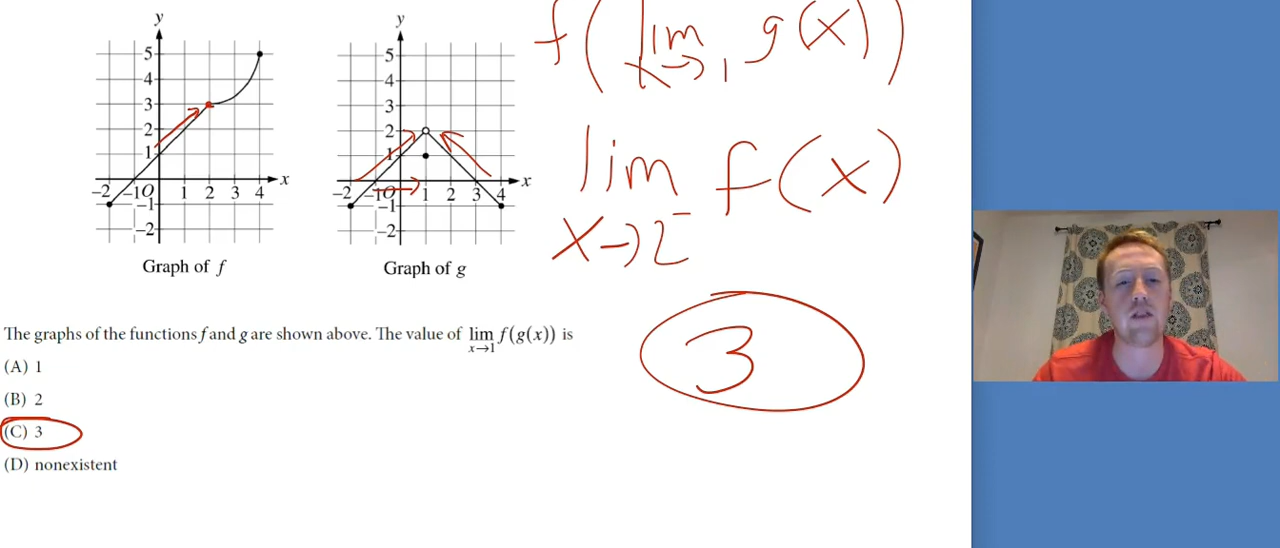 y
5
4
3
2
1
-2 -1 O 1 2 3 4 x
-1
-2
Graph of f
y
5
4
3
2
1
-2 -1 O 1 2 3 4 x
-1
-2
Graph of g
f( lim g(x))
x→1
lim f(x)
x→2⁻
3
The graphs of the functions f and g are shown above. The value of lim f(g(x)) is
x→1
(A) 1
(B) 2
(C) 3
(D) nonexistent